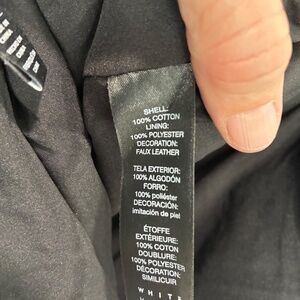 SHELL:
100% COTTON
LINING:
100% POLYESTER
DECORATION:
FAUX LEATHER
TELA EXTERIOR:
100% ALGODÓN
FORRO:
100% poliéster
DECORACIÓN:
imitación de piel
ÉTOFFE
EXTÉRIEURE:
100% COTON
DOUBLURE:
100% POLYESTER
DÉCORATION:
SIMILICUIR
WHITE